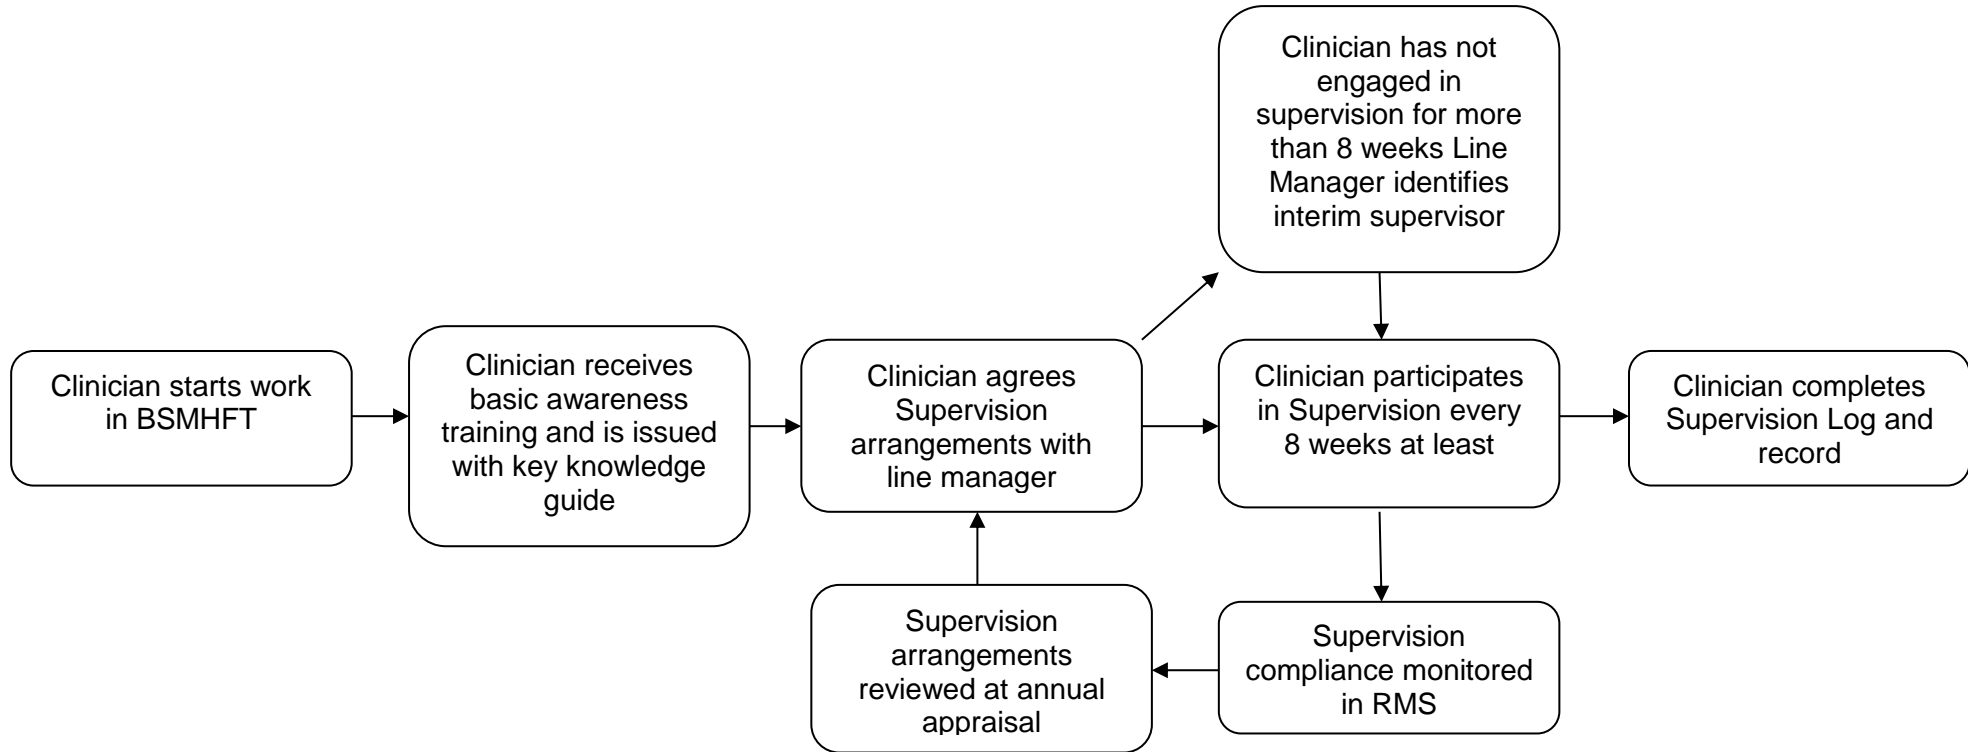 Clinician has not
engaged in
supervision for more
than 8 weeks Line
Manager identifies
interim supervisor
Clinician starts work
in BSMHFT
Clinician receives
basic awareness
training and is issued
with key knowledge
guide
Clinician agrees
Supervision
arrangements with
line manager
Clinician participates
in Supervision every
8 weeks at least
Clinician completes
Supervision Log and
record
Supervision
arrangements
reviewed at annual
appraisal
Supervision
compliance monitored
in RMS